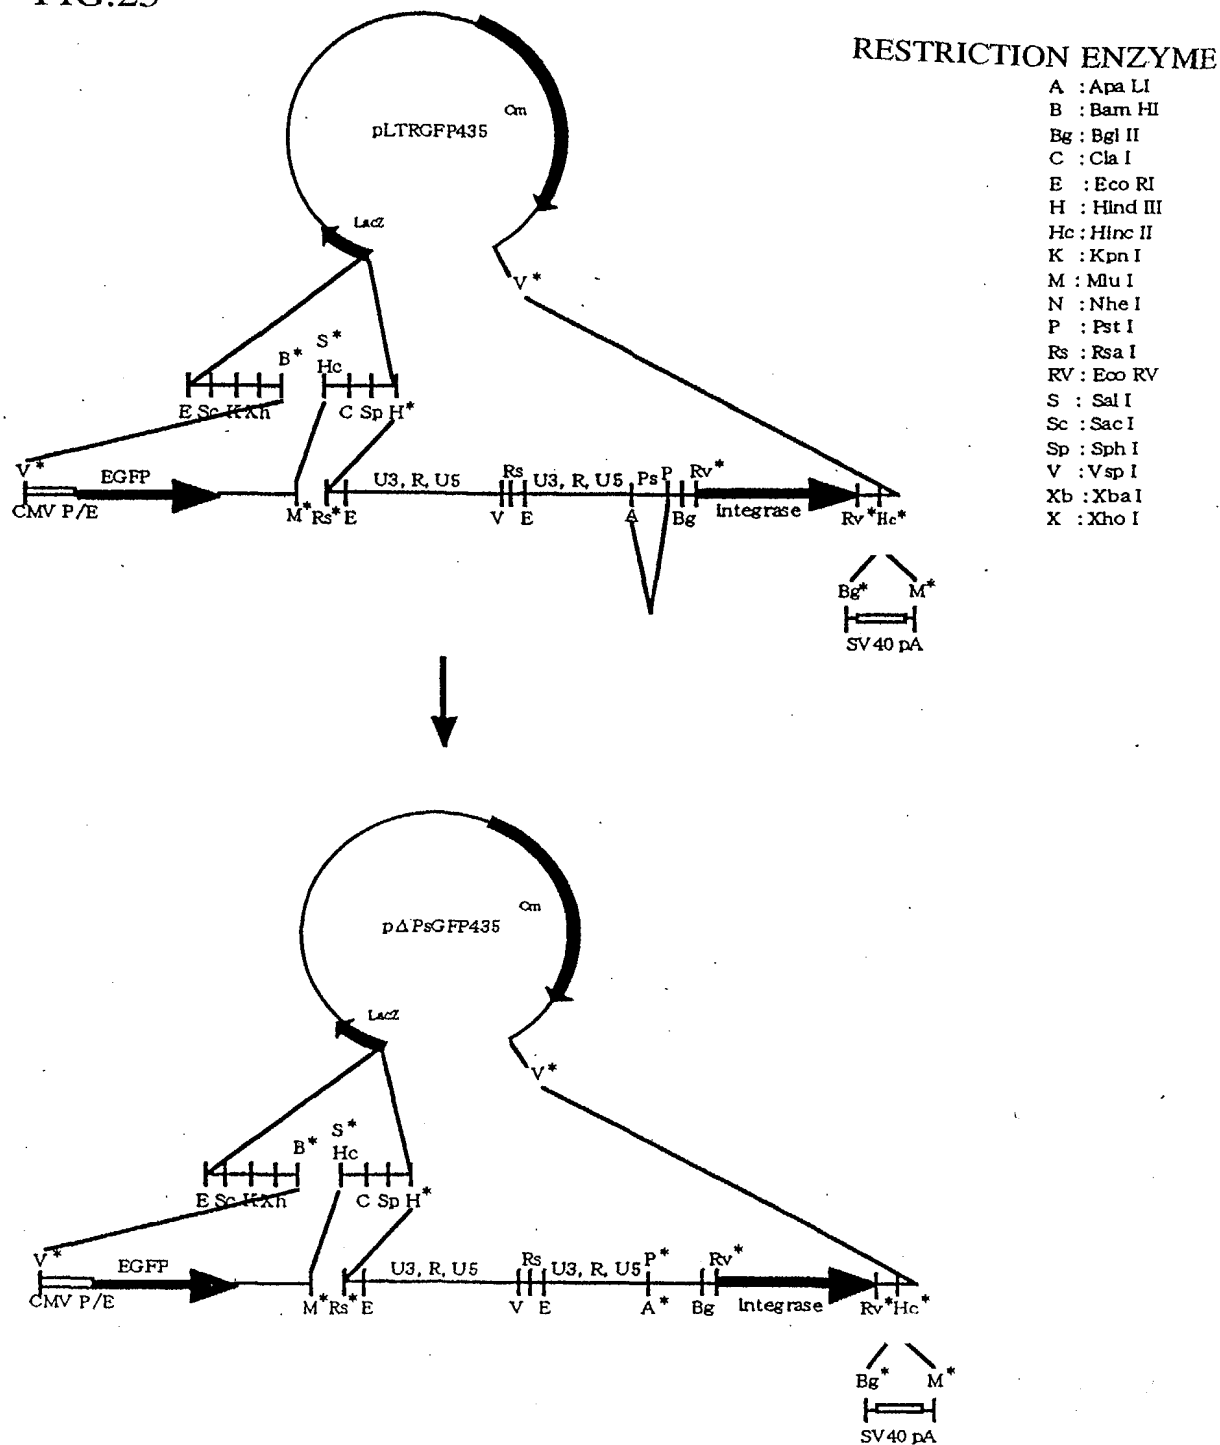 FIG.23
RESTRICTION ENZYME
A : Apa LI
B : Bam HI
Bg : Bgl II
C : Cla I
E : Eco RI
H : Hind III
Hc : Hinc II
K : Kpn I
M : Mlu I
N : Nhe I
P : Pst I
Rs : Rsa I
RV : Eco RV
S : Sal I
Sc : Sac I
Sp : Sph I
V : Vsp I
Xb : Xba I
X : Xho I
Cm
pLTRGFP435
LacZ
V*
S*
B* Hc
E Sc K Xh C Sp H*
V* EGFP U3, R, U5 Rs U3, R, U5 Ps P Rv*
CMV P/E M* Rs* E V E A Bg Integrase Rv* Hc*
Bg* M*
SV40 pA
Cm
pΔPsGFP435
LacZ
V*
S*
B* Hc
E Sc K Xh C Sp H*
V* EGFP U3, R, U5 Rs U3, R, U5 P* Rv*
CMV P/E M* Rs* E V E A* Bg Integrase Rv* Hc*
Bg* M*
SV40 pA